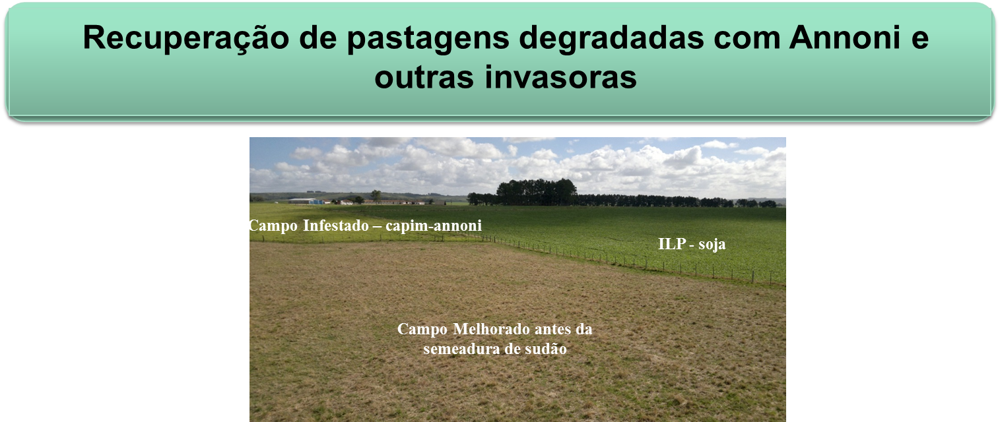 Recuperação de pastagens degradadas com Annoni e
outras invasoras
Campo Infestado – capim-annoni
ILP - soja
Campo Melhorado antes da
semeadura de sudão